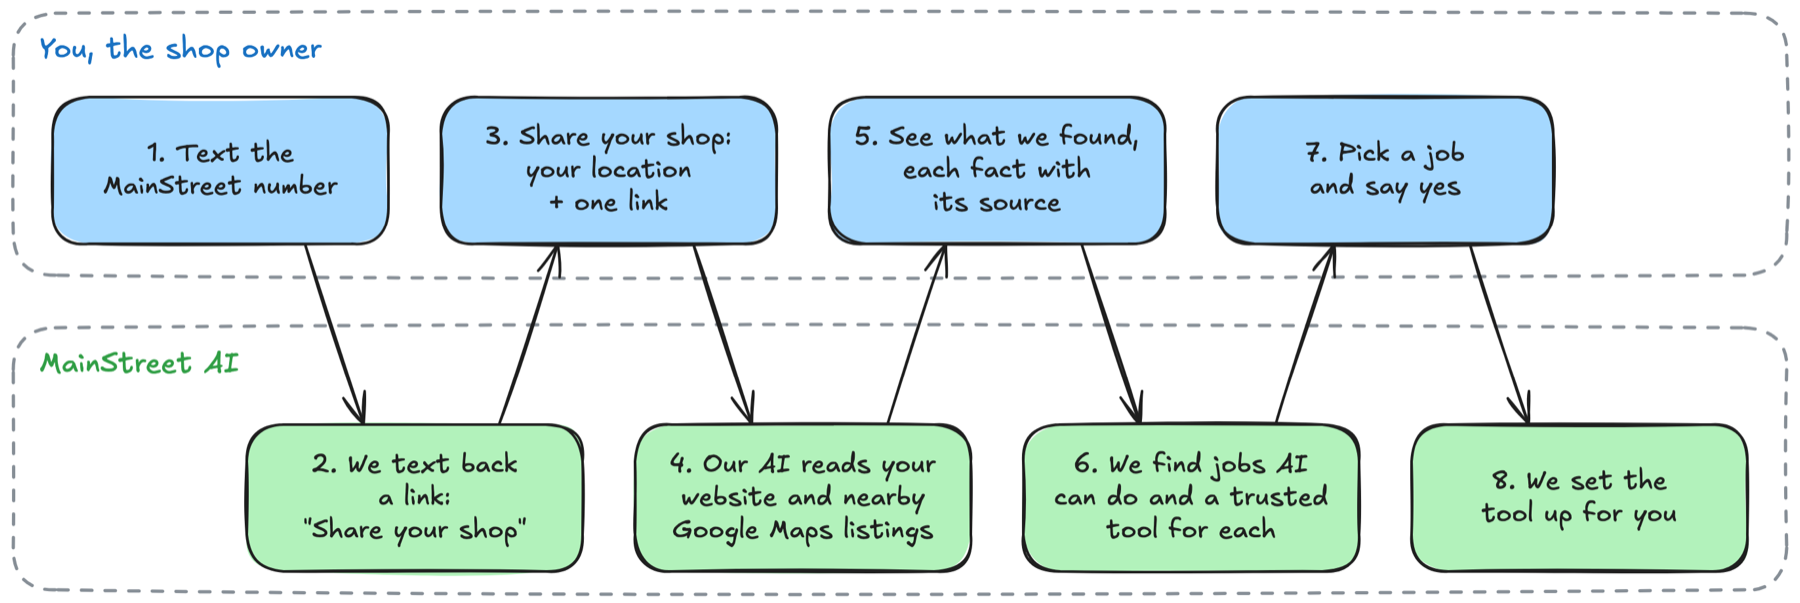 You, the shop owner
1. Text the
MainStreet number
3. Share your shop:
your location
+ one link
5. See what we found,
each fact with
its source
7. Pick a job
and say yes
MainStreet AI
2. We text back
a link:
"Share your shop"
4. Our AI reads your
website and nearby
Google Maps listings
6. We find jobs AI
can do and a trusted
tool for each
8. We set the
tool up for you